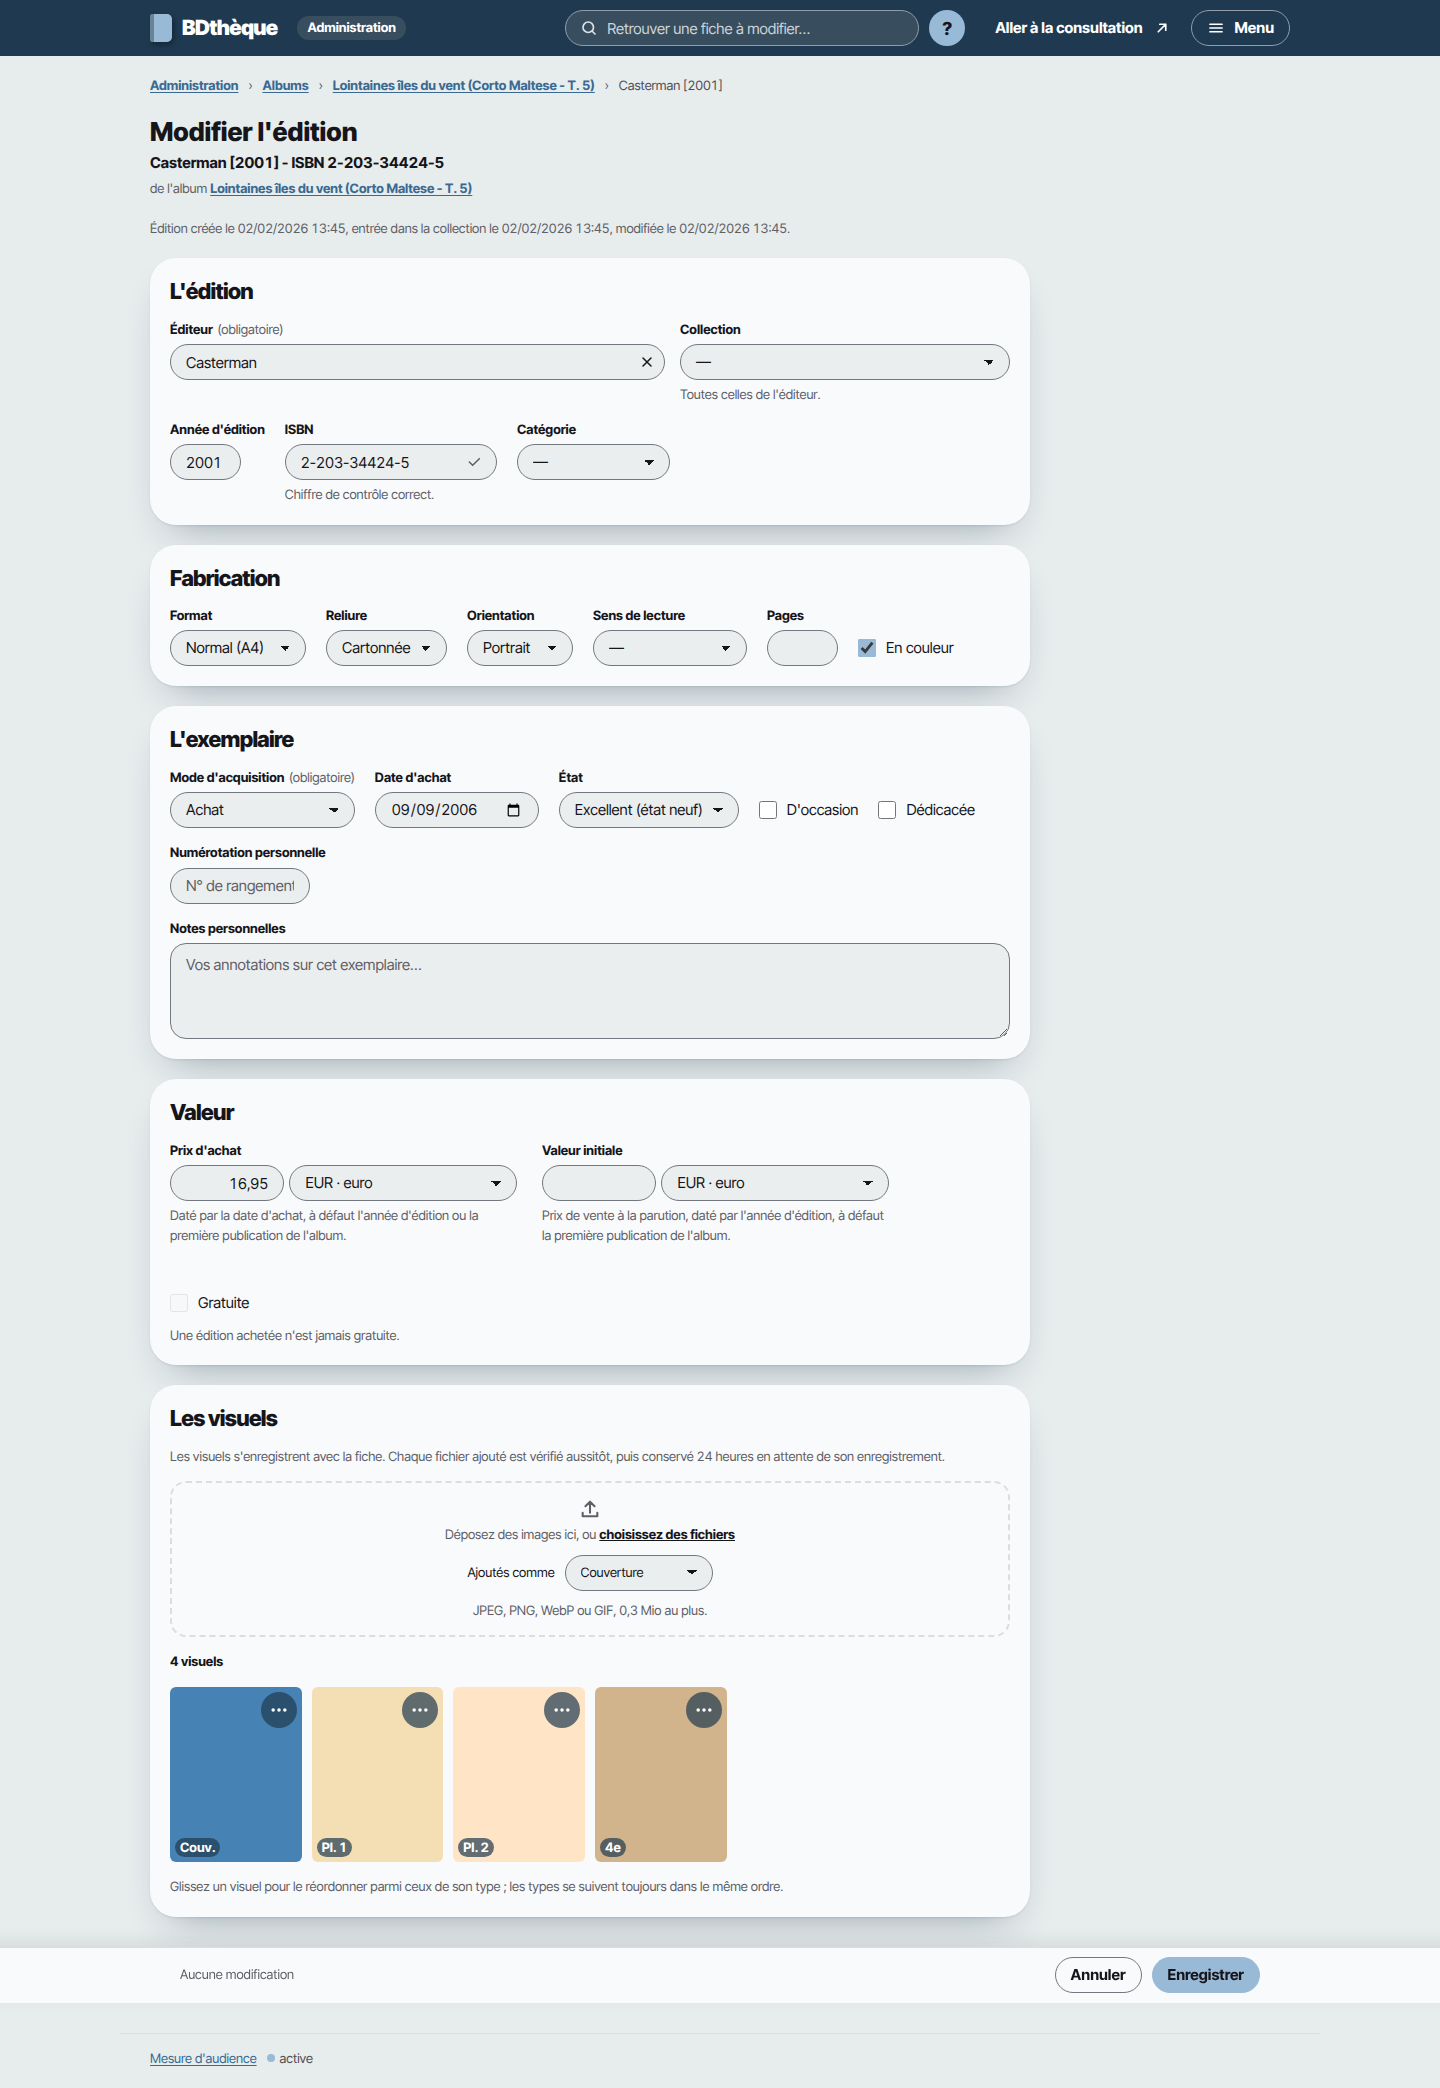 BDthèque
Administration
Retrouver une fiche à modifier...
?
Aller à la consultation
Menu
Administration › Albums › Lointaines îles du vent (Corto Maltese - T. 5) › Casterman [2001]
Modifier l'édition
Casterman [2001] - ISBN 2-203-34424-5
de l'album Lointaines îles du vent (Corto Maltese - T. 5)
Édition créée le 02/02/2026 13:45, entrée dans la collection le 02/02/2026 13:45, modifiée le 02/02/2026 13:45.
L'édition
Éditeur (obligatoire)
Collection
Casterman
—
Toutes celles de l'éditeur.
Année d'édition
ISBN
Catégorie
2001
2-203-34424-5
—
Chiffre de contrôle correct.
Fabrication
Format
Reliure
Orientation
Sens de lecture
Pages
Normal (A4)
Cartonnée
Portrait
—
En couleur
L'exemplaire
Mode d'acquisition (obligatoire)
Date d'achat
État
Achat
09/09/2006
Excellent (état neuf)
D'occasion
Dédicacée
Numérotation personnelle
N° de rangement
Notes personnelles
Vos annotations sur cet exemplaire...
Valeur
Prix d'achat
Valeur initiale
16,95
EUR · euro
EUR · euro
Daté par la date d'achat, à défaut l'année d'édition ou la
première publication de l'album.
Prix de vente à la parution, daté par l'année d'édition, à défaut
la première publication de l'album.
Gratuite
Une édition achetée n'est jamais gratuite.
Les visuels
Les visuels s'enregistrent avec la fiche. Chaque fichier ajouté est vérifié aussitôt, puis conservé 24 heures en attente de son enregistrement.
Déposez des images ici, ou choisissez des fichiers
Ajoutés comme
Couverture
JPEG, PNG, WebP ou GIF, 0,3 Mio au plus.
4 visuels
Couv.
Pl. 1
Pl. 2
4e
Glissez un visuel pour le réordonner parmi ceux de son type ; les types se suivent toujours dans le même ordre.
Aucune modification
Annuler
Enregistrer
Mesure d'audience
active